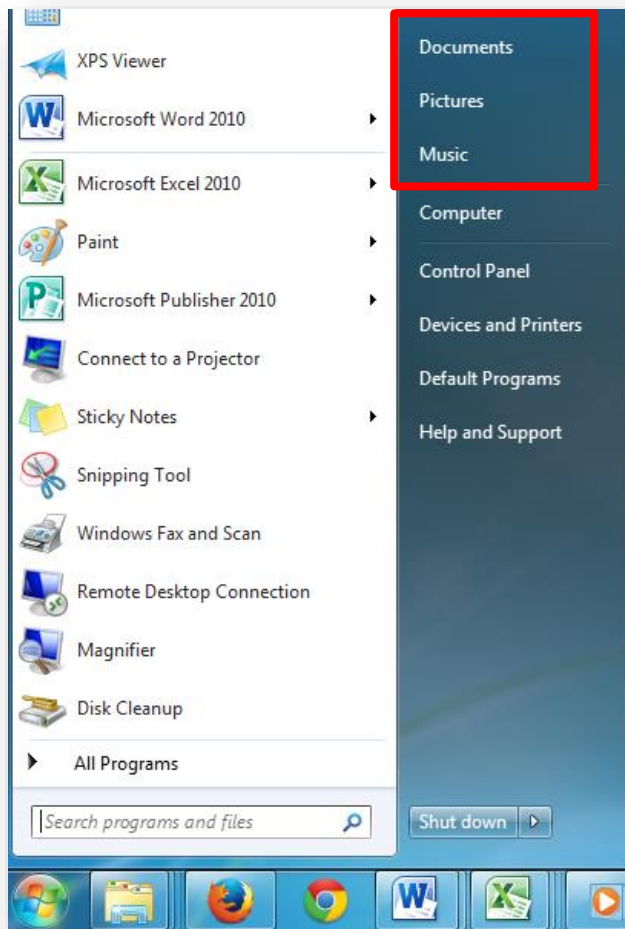 XPS Viewer
Microsoft Word 2010
Microsoft Excel 2010
Paint
Microsoft Publisher 2010
Connect to a Projector
Sticky Notes
Snipping Tool
Windows Fax and Scan
Remote Desktop Connection
Magnifier
Disk Cleanup
All Programs
Search programs and files
Documents
Pictures
Music
Computer
Control Panel
Devices and Printers
Default Programs
Help and Support
Shut down